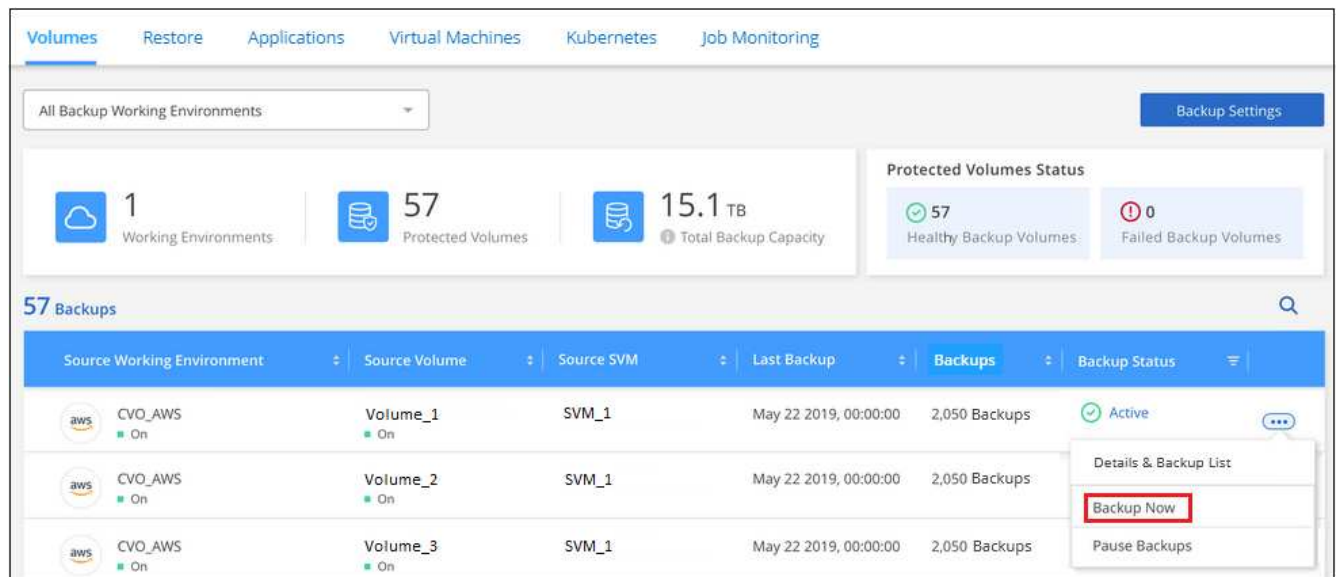 Volumes Restore Applications Virtual Machines Kubernetes Job Monitoring
All Backup Working Environments
Backup Settings
1
Working Environments
57
Protected Volumes
15.1 TB
Total Backup Capacity
Protected Volumes Status
57
Healthy Backup Volumes
0
Failed Backup Volumes
57 Backups
Source Working Environment Source Volume Source SVM Last Backup Backups Backup Status
aws CVO_AWS Volume_1 SVM_1 May 22 2019, 00:00:00 2,050 Backups Active
On On
Details & Backup List
aws CVO_AWS Volume_2 SVM_1 May 22 2019, 00:00:00 2,050 Backups
On On
Backup Now
aws CVO_AWS Volume_3 SVM_1 May 22 2019, 00:00:00 2,050 Backups Pause Backups
On On